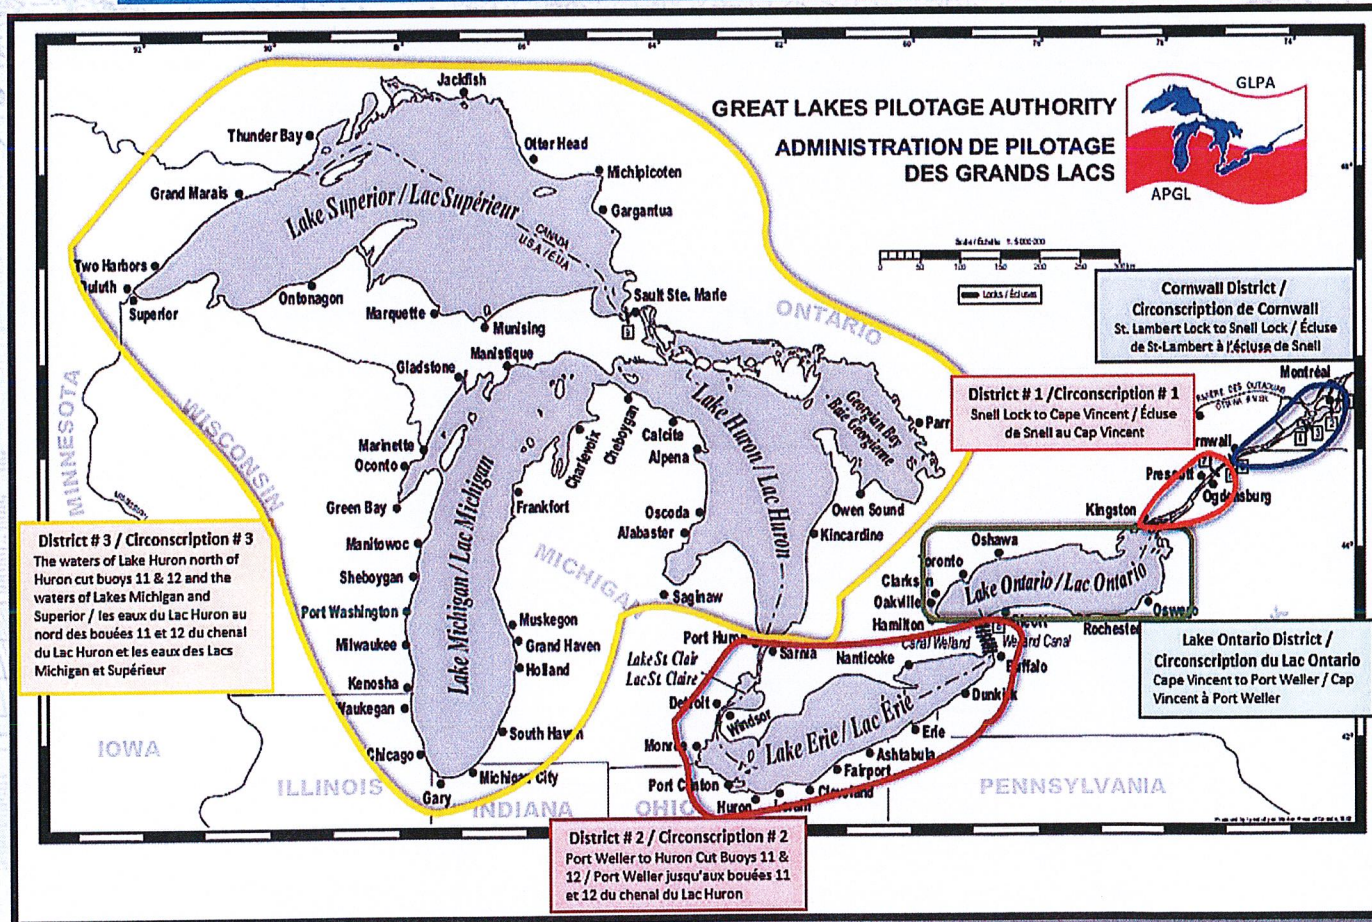 92
90
64
GREAT LAKES PILOTAGE AUTHORITY
ADMINISTRATION DE PILOTAGE
DES GRANDS LACS
GLPA
APGL
Jackfish
Thunder Bay
Otter Head
Michipicoten
Grand Marais
Gargantua
Lake Superior / Lac Supérieur
CANADA
U.S.A / É.U.A
50
100
150
200
Locks / Écluses
Two Harbors
Superior
Ontonagon
Marquette
Munising
Sault Ste. Marie
ONTARIO
Cornwall District /
Circonscription de Cornwall
St. Lambert Lock to Snell Lock / Écluse
de St-Lambert à l'écluse de Snell
Manistique
Gladstone
Montréal
District # 1 /Circonscription # 1
Snell Lock to Cape Vincent / Écluse
de Snell au Cap Vincent
MINNESOTA
WISCONSIN
Marinette
Oconto
Green Bay
Charlevoix
Cheboygan
Calcite
Alpena
Lake Huron / Lac Huron
Georgian Bay
Baie Georgienne
Parr
rnwall
Prescott
Ogdensburg
Kingston
Frankfort
Oscoda
Alabaster
Owen Sound
Kincardine
District # 3 / Circonscription # 3
The waters of Lake Huron north of
Huron cut buoys 11 & 12 and the
waters of Lakes Michigan and
Superior / les eaux du Lac Huron au
nord des bouées 11 et 12 du chenal
du Lac Huron et les eaux des Lacs
Michigan et Supérieur
Manitowoc
Sheboygan
Port Washington
Milwaukee
Kenosha
Waukegan
Chicago
Gary
Michigan City
South Haven
Holland
Grand Haven
Muskegon
Lake Michigan / Lac Michigan
MICHIGAN
Saginaw
Port Huron
Sarnia
Lake St. Clair
Lac St. Claire
Detroit
Windsor
Oshawa
oronto
Oakville
Hamilton
Lake Ontario / Lac Ontario
Oswego
Rochester
Canal Welland
Welland Canal
Nanticoke
Buffalo
Dunkirk
Erie
Ashtabula
Fairport
Cleveland
Huron
Port Clinton
Lake Erie / Lac Érie
Lake Ontario District /
Circonscription du Lac Ontario
Cape Vincent to Port Weller / Cap
Vincent à Port Weller
IOWA
ILLINOIS
INDIANA
PENNSYLVANIA
District # 2 / Circonscription # 2
Port Weller to Huron Cut Buoys 11 &
12 / Port Weller jusqu'aux bouées 11
et 12 du chenal du Lac Huron